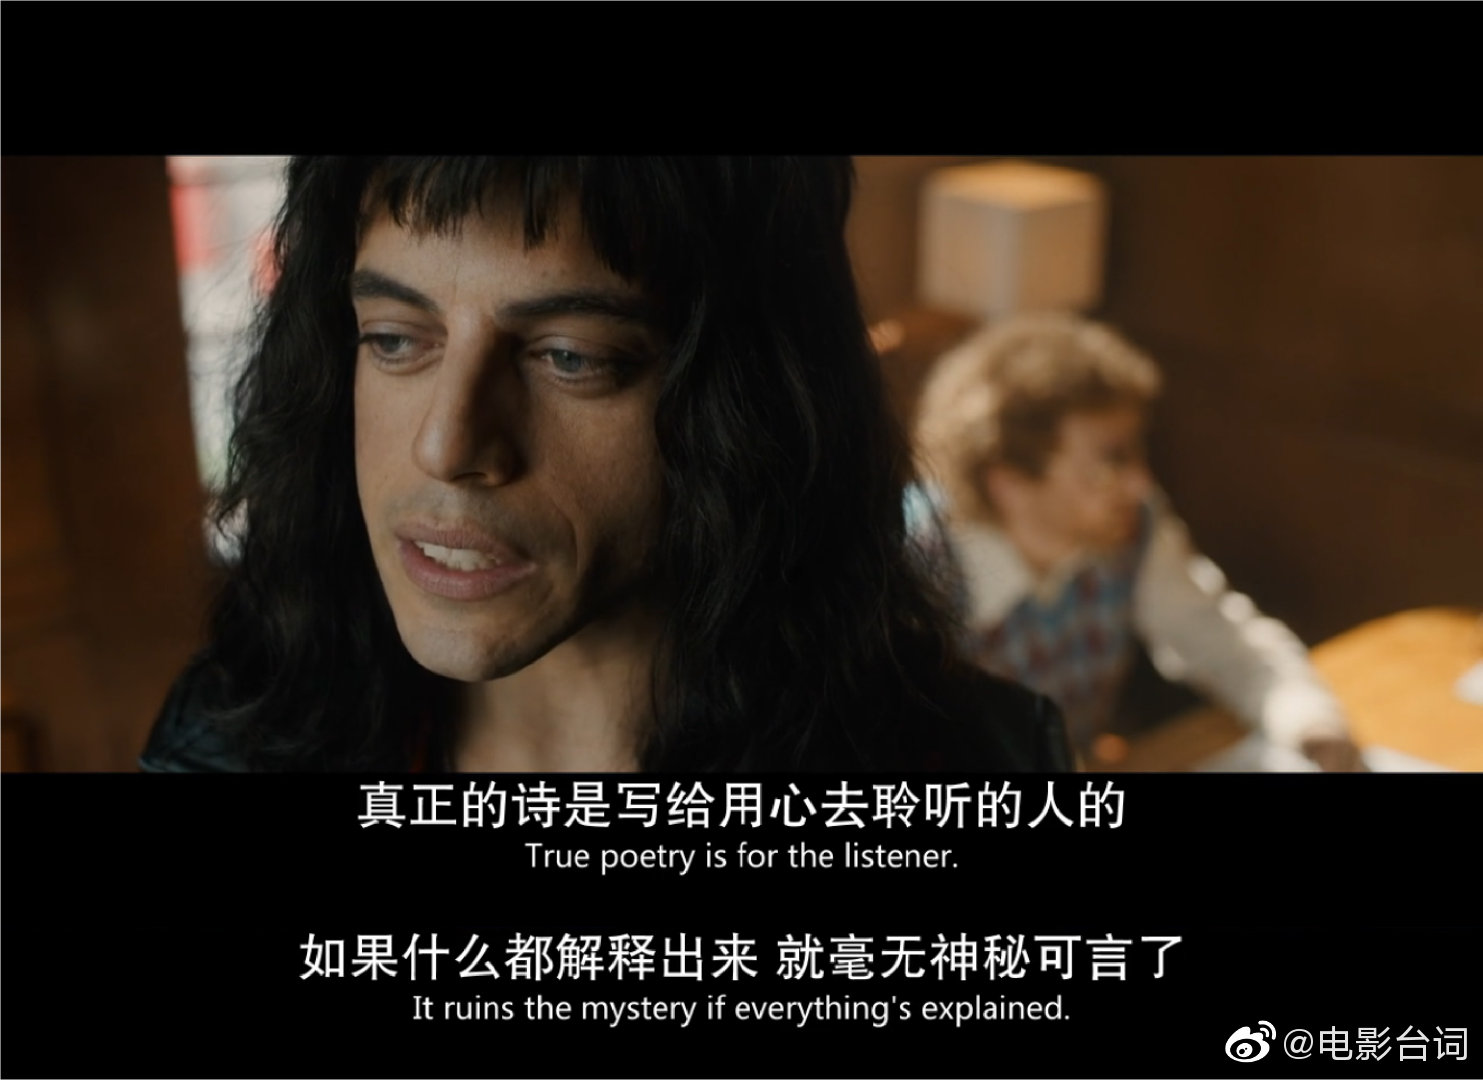 真正的诗是写给用心去聆听的人的
True poetry is for the listener.
如果什么都解释出来 就毫无神秘可言了
It ruins the mystery if everything's explained.
@电影台词